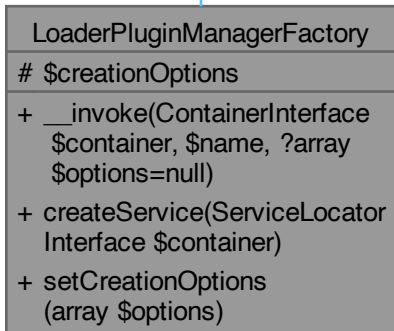 LoaderPluginManagerFactory
# $creationOptions
+ __invoke(ContainerInterface
$container, $name, ?array
$options=null)
+ createService(ServiceLocator
Interface $container)
+ setCreationOptions
(array $options)